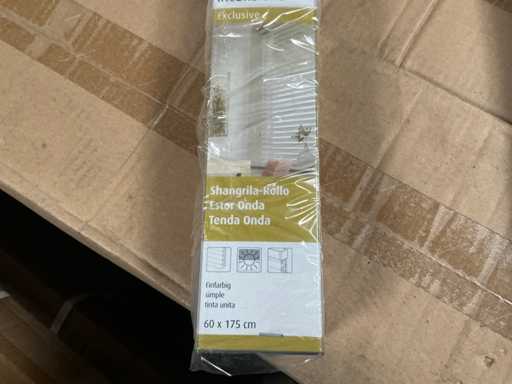 Exclusive
Shangrila-Rollo
Estor Onda
Tenda Onda
Einfarbig
simple
tinta unita
60 x 175 cm